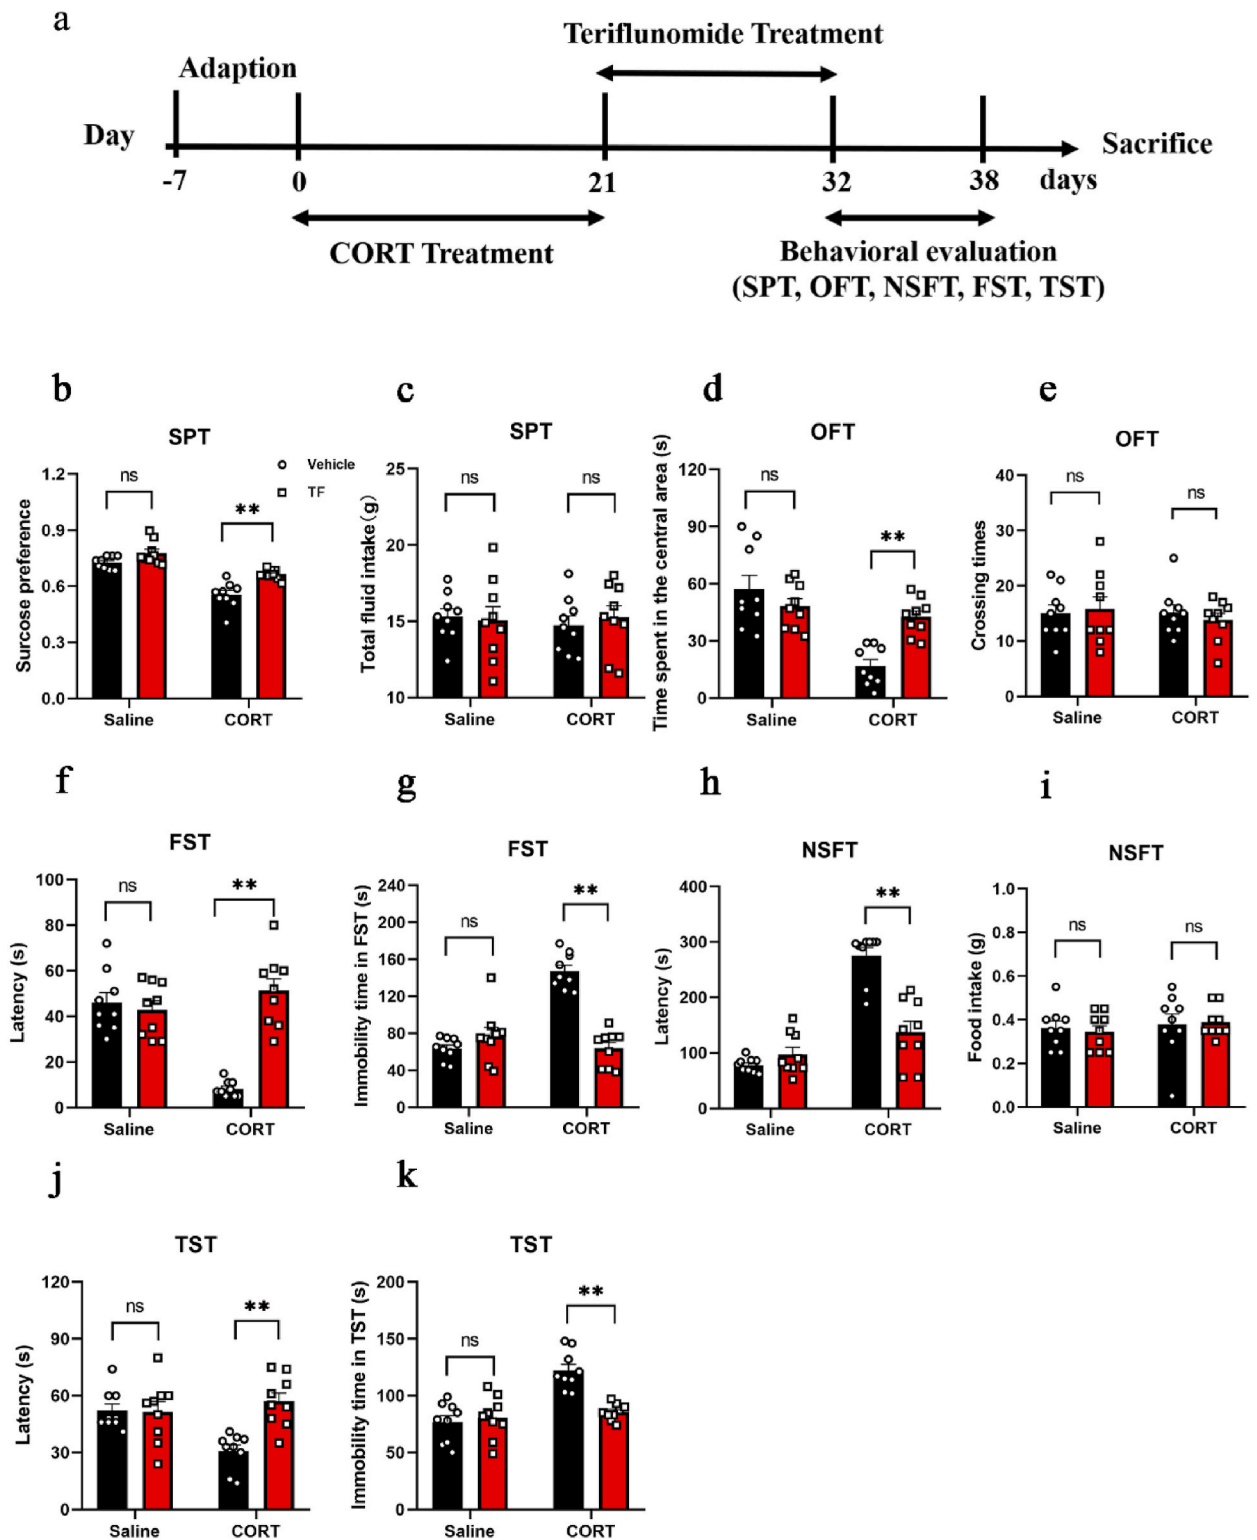 a
Teriflunomide Treatment
Adaption
Day
Sacrifice
-7 0 21 32 38 days
CORT Treatment
Behavioral evaluation
(SPT, OFT, NSFT, FST, TST)
b
SPT
Vehicle
TF
Surcose preference
1.2
0.9
0.6
0.3
0.0
ns
**
Saline CORT
c
SPT
Total fluid intake(g)
25
20
15
10
ns
ns
Saline CORT
d
OFT
Time spent in the central area (s)
120
90
60
30
0
ns
**
Saline CORT
e
OFT
Crossing times
40
30
20
10
0
ns
ns
Saline CORT
f
FST
Latency (s)
100
80
60
40
20
0
ns
**
Saline CORT
g
FST
Immobility time in FST (s)
240
200
160
120
80
40
0
ns
**
Saline CORT
h
NSFT
Latency (s)
400
300
200
100
0
ns
**
Saline CORT
i
NSFT
Food intake (g)
1.0
0.8
0.6
0.4
0.2
0.0
ns
ns
Saline CORT
j
TST
Latency (s)
120
90
60
30
0
ns
**
Saline CORT
k
TST
Immobility time in TST (s)
200
150
100
50
0
ns
**
Saline CORT